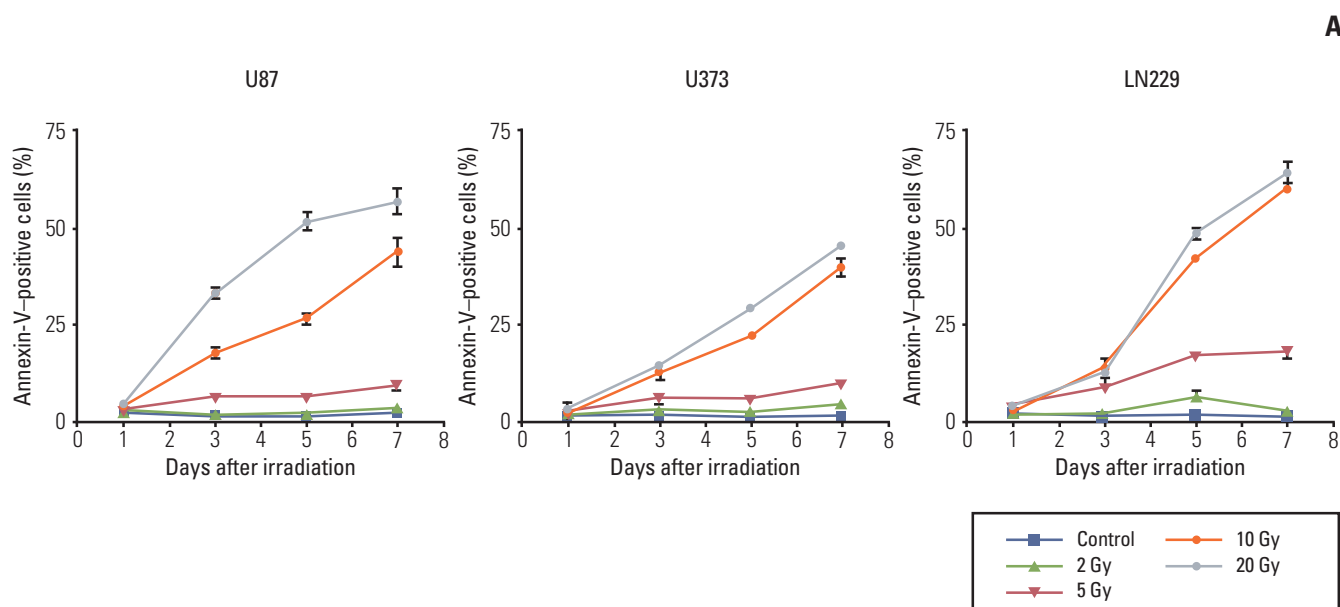 A
U87
75
50
25
0
Annexin-V–positive cells (%)
0 1 2 3 4 5 6 7 8
Days after irradiation
U373
75
50
25
0
Annexin-V–positive cells (%)
0 1 2 3 4 5 6 7 8
Days after irradiation
LN229
75
50
25
0
Annexin-V–positive cells (%)
0 1 2 3 4 5 6 7 8
Days after irradiation
Control
2 Gy
5 Gy
10 Gy
20 Gy